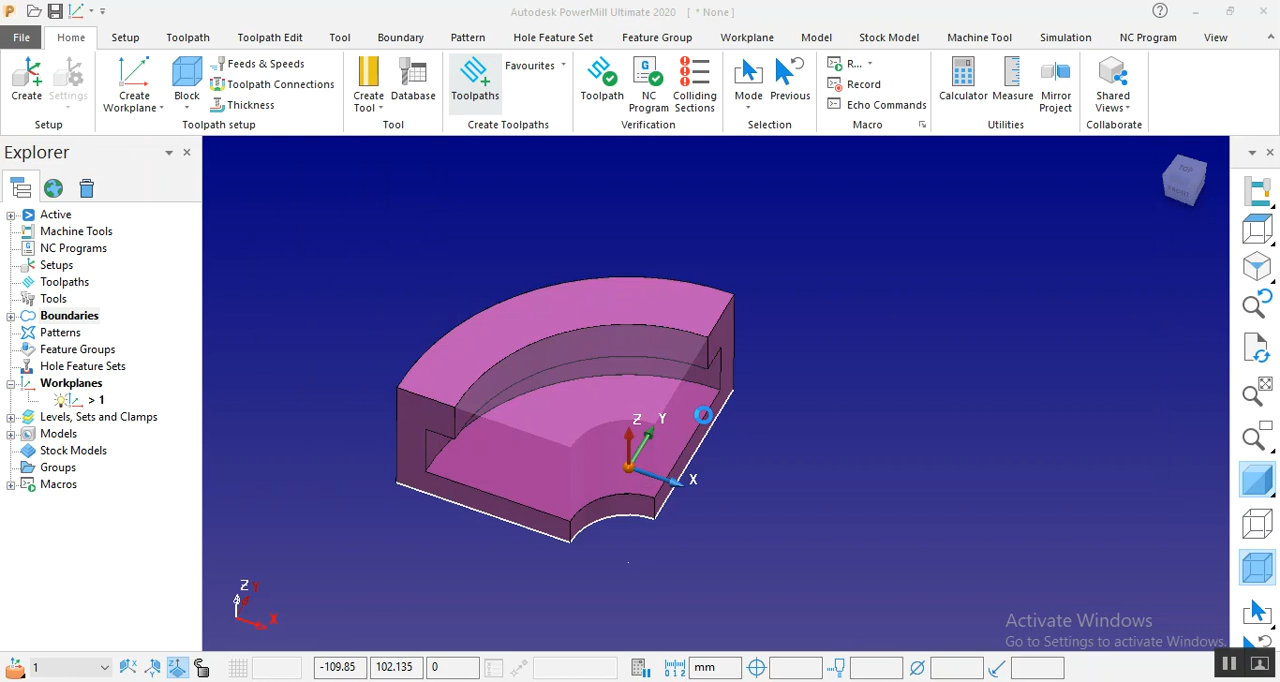 Autodesk PowerMill Ultimate 2020 [ * None ]
File Home Setup Toolpath Toolpath Edit Tool Boundary Pattern Hole Feature Set Feature Group Workplane Model Stock Model Machine Tool Simulation NC Program View
Create
Settings
Setup
Create
Workplane
Block
Feeds & Speeds
Toolpath Connections
Thickness
Toolpath setup
Create
Tool
Database
Tool
Toolpaths
Favourites
Create Toolpaths
Toolpath
NC
Program
Colliding
Sections
Verification
Mode
Previous
Selection
R...
Record
Echo Commands
Macro
Calculator
Measure
Mirror
Project
Utilities
Shared
Views
Collaborate
Explorer
Active
Machine Tools
NC Programs
Setups
Toolpaths
Tools
Boundaries
Patterns
Feature Groups
Hole Feature Sets
Workplanes
> 1
Levels, Sets and Clamps
Models
Stock Models
Groups
Macros
TOP
FRONT
Z
Y
X
Z
Y
X
Activate Windows
Go to Settings to activate Windows.
1
-109.85
102.135
0
mm